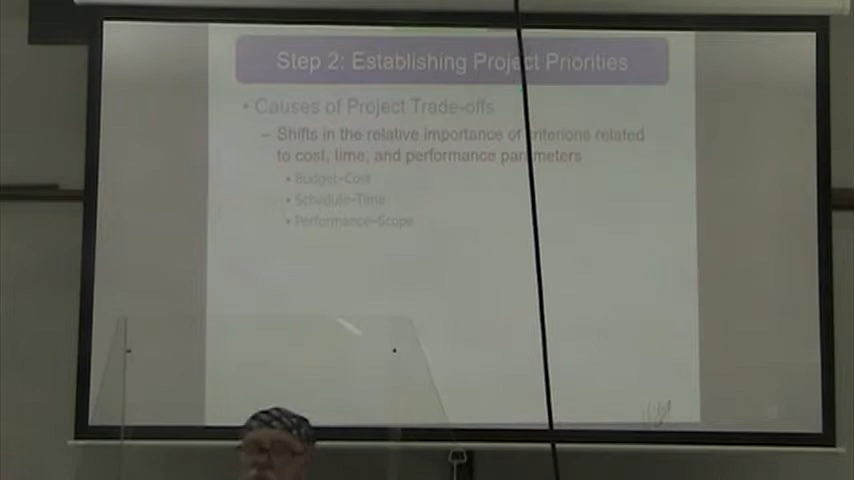 Step 2: Establishing Project Priorities
• Causes of Project Trade-offs
– Shifts in the relative importance of criterions related
to cost, time, and performance parameters
• Budget–Cost
• Schedule–Time
• Performance–Scope